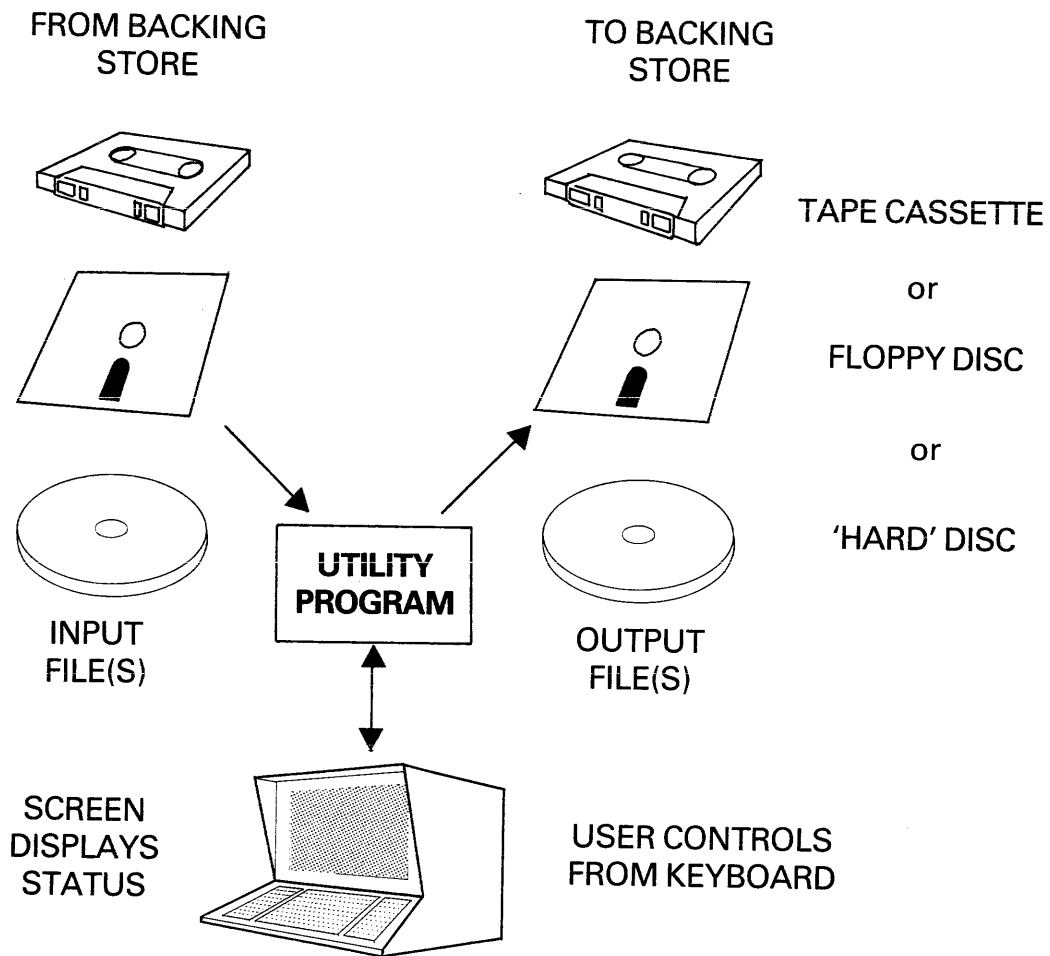 FROM BACKING
STORE
TO BACKING
STORE
TAPE CASSETTE
or
FLOPPY DISC
or
'HARD' DISC
UTILITY
PROGRAM
INPUT
FILE(S)
OUTPUT
FILE(S)
SCREEN
DISPLAYS
STATUS
USER CONTROLS
FROM KEYBOARD